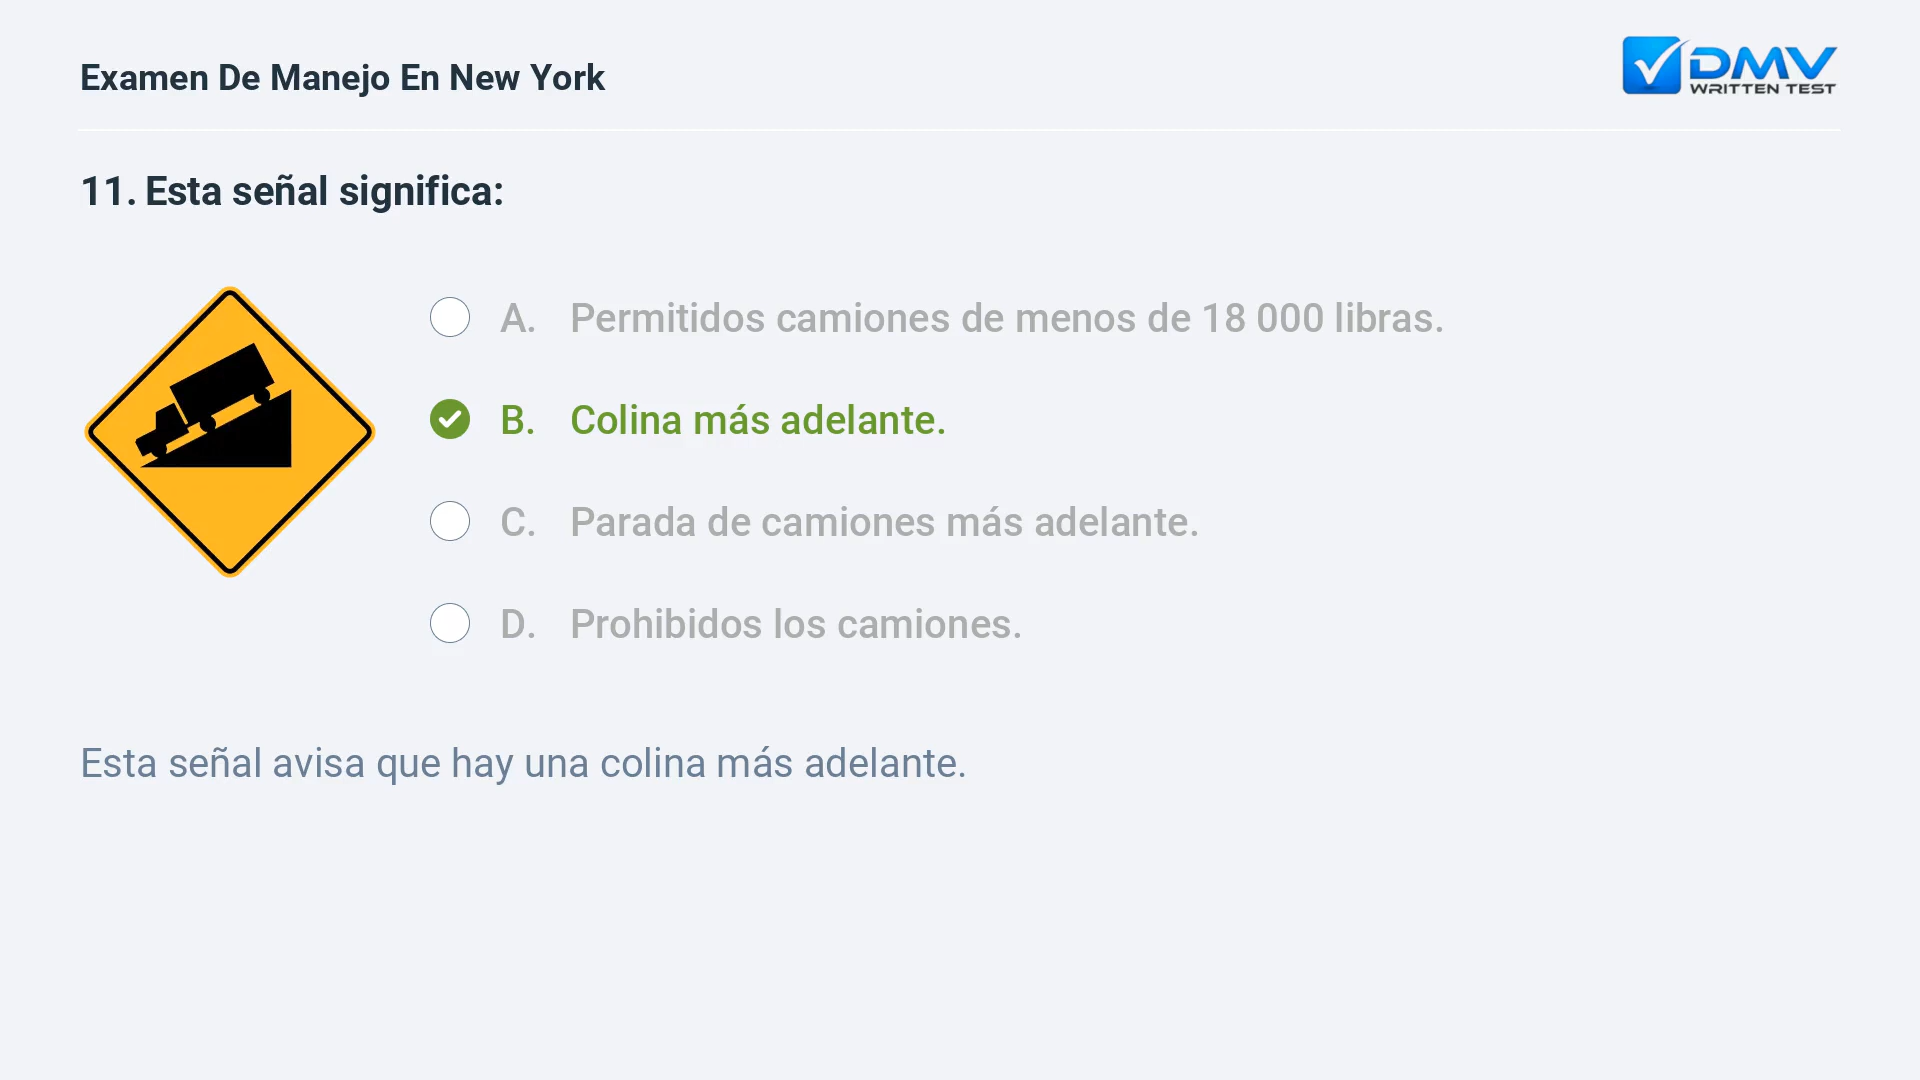 Examen De Manejo En New York
DMV
WRITTEN TEST
11. Esta señal significa:
A. Permitidos camiones de menos de 18 000 libras.
B. Colina más adelante.
C. Parada de camiones más adelante.
D. Prohibidos los camiones.
Esta señal avisa que hay una colina más adelante.